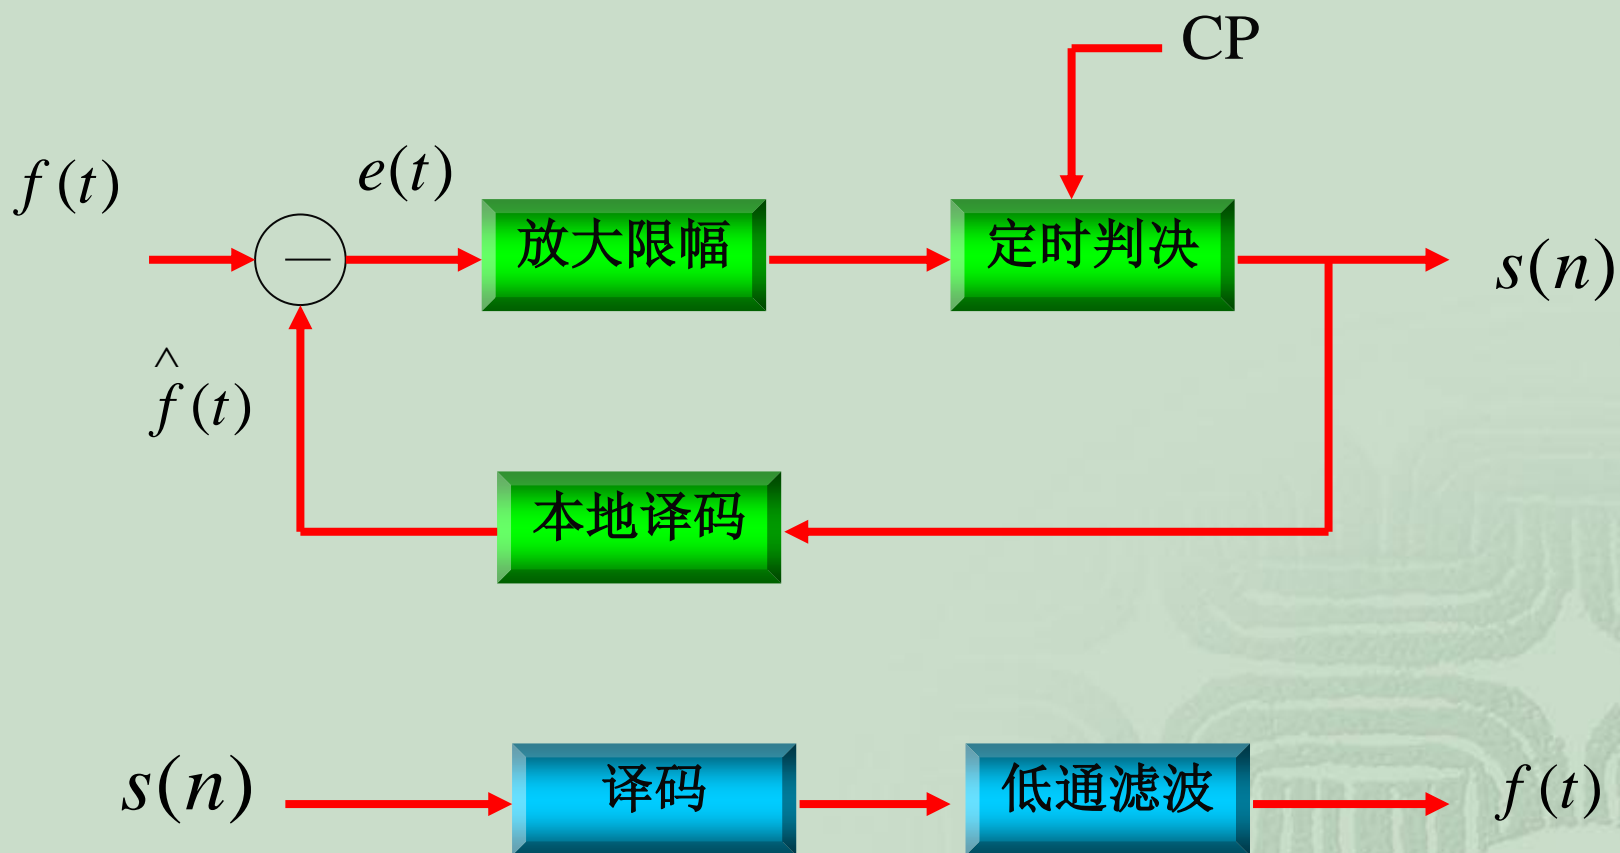 CP
f(t)
e(t)
放大限幅
定时判决
s(n)
—
^
f(t)
本地译码
s(n)
译码
低通滤波
f(t)